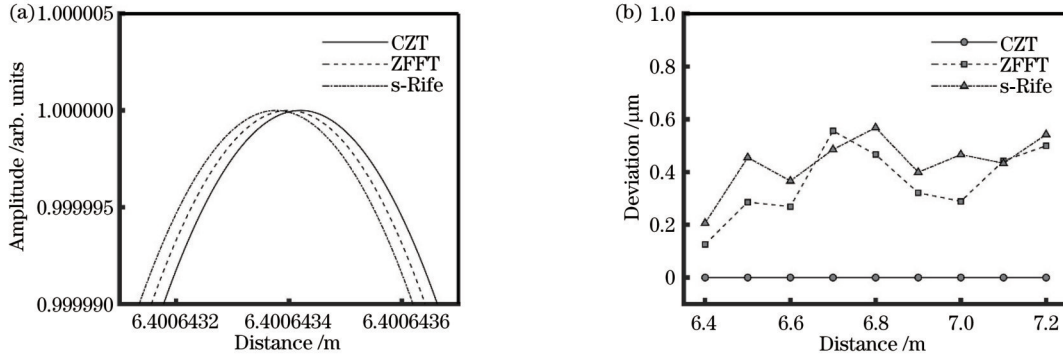 (a)
1.000005
1.000000
0.999995
0.999990
Amplitude /arb. units
CZT
ZFFT
s-Rife
6.4006432
6.4006434
6.4006436
Distance /m
(b)
1.0
0.8
0.6
0.4
0.2
0
Deviation /μm
CZT
ZFFT
s-Rife
6.4
6.6
6.8
7.0
7.2
Distance /m